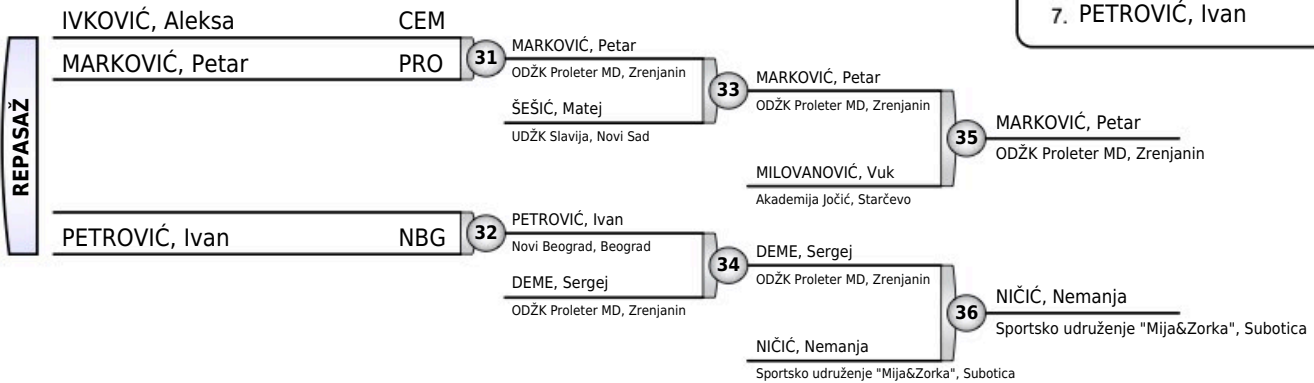 7. PETROVIĆ, Ivan
REPASAŽ
IVKOVIĆ, Aleksa CEM
MARKOVIĆ, Petar PRO
31
MARKOVIĆ, Petar
ODŽK Proleter MD, Zrenjanin
ŠEŠIĆ, Matej
UDŽK Slavija, Novi Sad
33
MARKOVIĆ, Petar
ODŽK Proleter MD, Zrenjanin
MILOVANOVIĆ, Vuk
Akademija Jočić, Starčevo
35
MARKOVIĆ, Petar
ODŽK Proleter MD, Zrenjanin
PETROVIĆ, Ivan NBG
32
PETROVIĆ, Ivan
Novi Beograd, Beograd
DEME, Sergej
ODŽK Proleter MD, Zrenjanin
34
DEME, Sergej
ODŽK Proleter MD, Zrenjanin
NIČIĆ, Nemanja
Sportsko udruženje "Mija&Zorka", Subotica
36
NIČIĆ, Nemanja
Sportsko udruženje "Mija&Zorka", Subotica